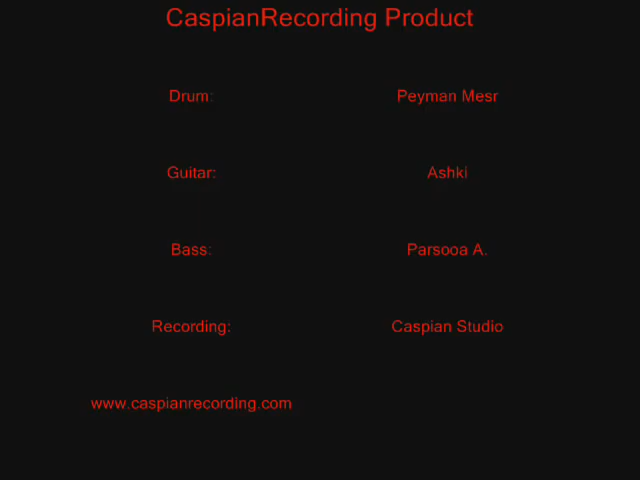 CaspianRecording Product
Drum: Peyman Mesr
Guitar: Ashki
Bass: Parsooa A.
Recording: Caspian Studio
www.caspianrecording.com